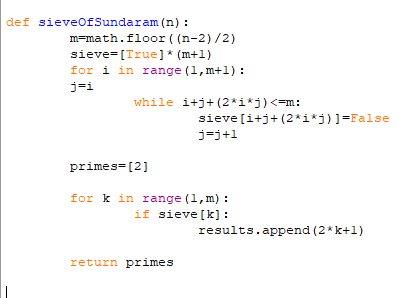 def sieveOfSundaram(n):
m=math.floor((n-2)/2)
sieve=[True]*(m+1)
for i in range(1,m+1):
j=i
while i+j+(2*i*j)<=m:
sieve[i+j+(2*i*j)]=False
j=j+1
primes=[2]
for k in range(1,m):
if sieve[k]:
results.append(2*k+1)
return primes